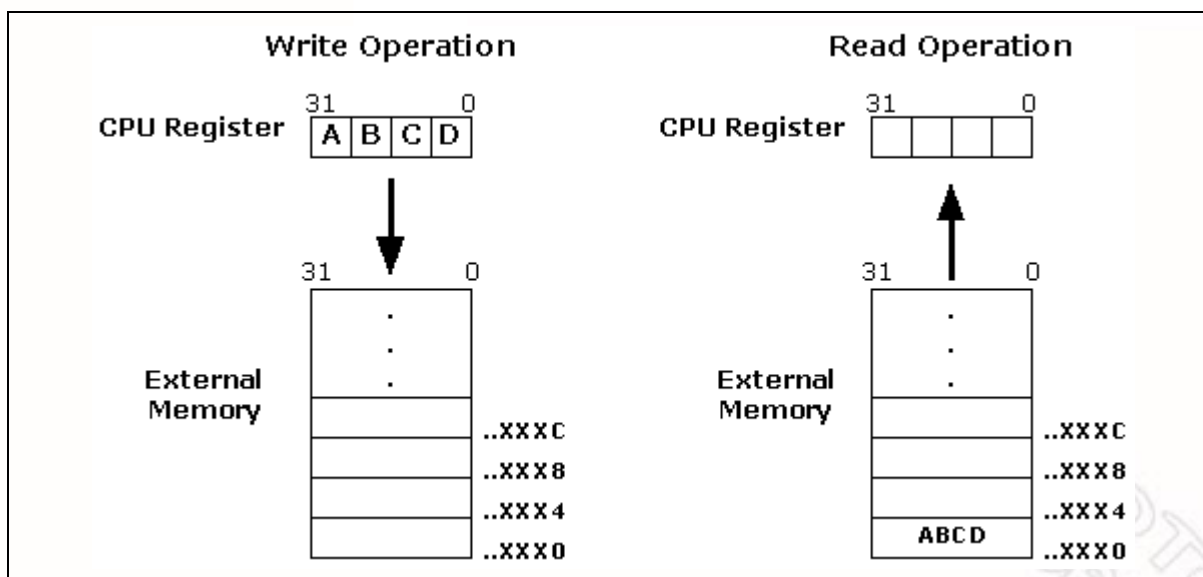 Write Operation
31 0
CPU Register A B C D
31 0
.
.
.
External
Memory
..XXXC
..XXX8
..XXX4
..XXX0
Read Operation
31 0
CPU Register
31 0
.
.
.
External
Memory
..XXXC
..XXX8
..XXX4
ABCD
..XXX0